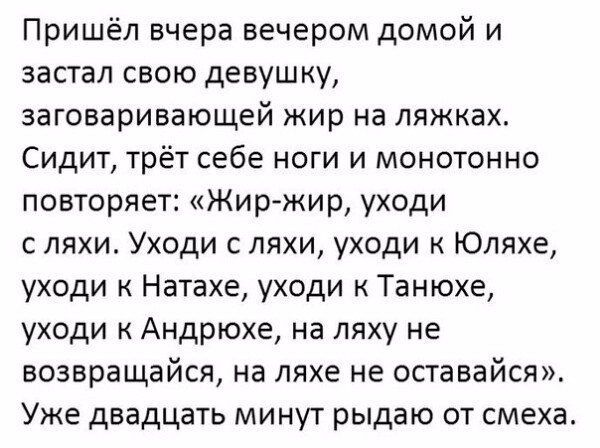 Пришёл вчера вечером домой и
застал свою девушку,
заговаривающей жир на ляжках.
Сидит, трёт себе ноги и монотонно
повторяет: «Жир-жир, уходи
с ляхи. Уходи с ляхи, уходи к Юляхе,
уходи к Натахе, уходи к Танюхе,
уходи к Андрюхе, на ляху не
возвращайся, на ляхе не оставайся».
Уже двадцать минут рыдаю от смеха.